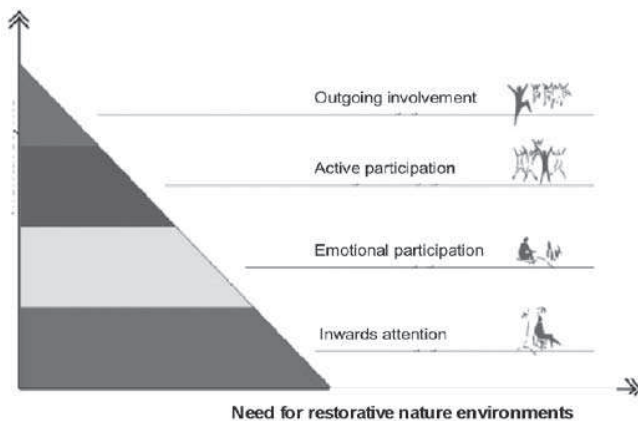 Outgoing involvement
Active participation
Emotional participation
Inwards attention
Need for restorative nature environments